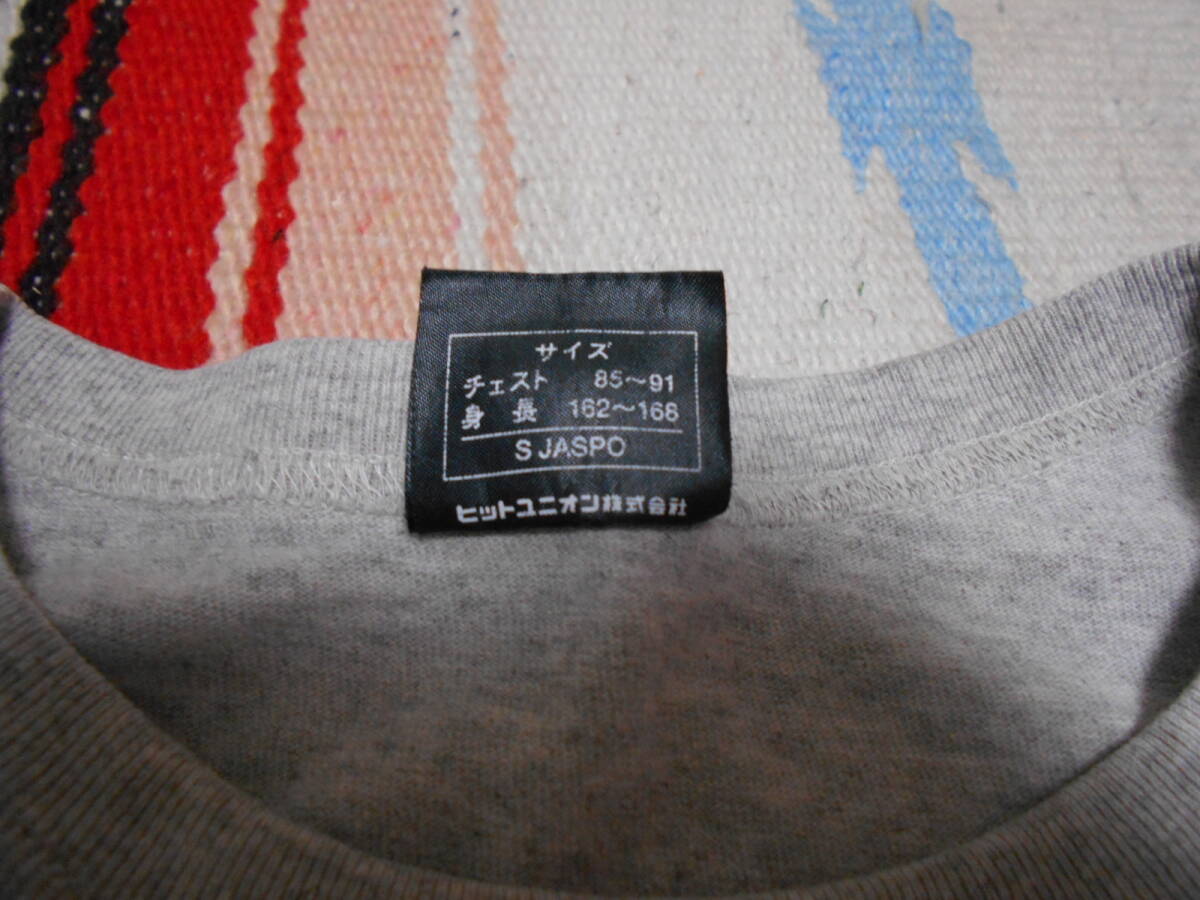 サイズ
チェスト 85〜91
身長 162〜168
S JASPO
ヒットユニオン株式会社